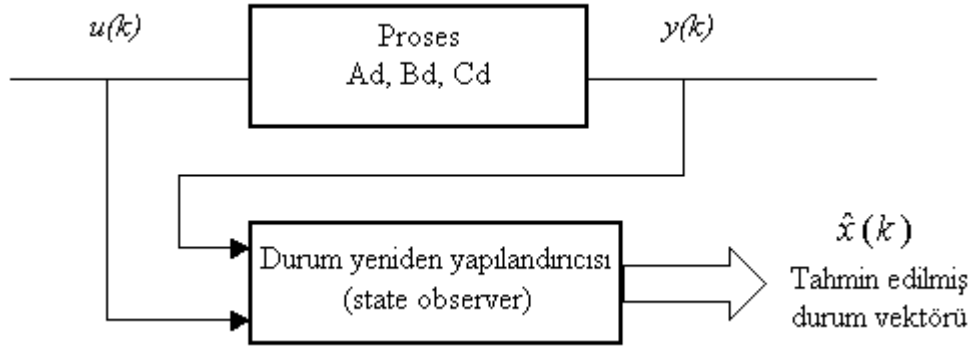 u(k)
Proses
Ad, Bd, Cd
y(k)
Durum yeniden yapılandırıcısı
(state observer)
x̂(k)
Tahmin edilmiş
durum vektörü